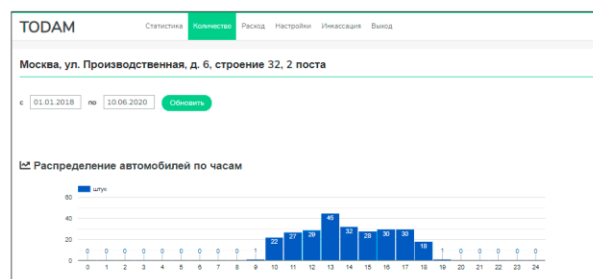 TODAM
Статистика Количество Расход Настройки Инкассация Выход
Москва, ул. Производственная, д. 6, строение 32, 2 поста
с 01.01.2018 по 10.06.2020 Обновить
Распределение автомобилей по часам
штук
60
40
20
0
0 0 0 0 0 0 0 0 0 1 22 27 29 45 32 28 30 30 18 1 0 0 0 0 0
0 1 2 3 4 5 6 7 8 9 10 11 12 13 14 15 16 17 18 19 20 21 22 23 24